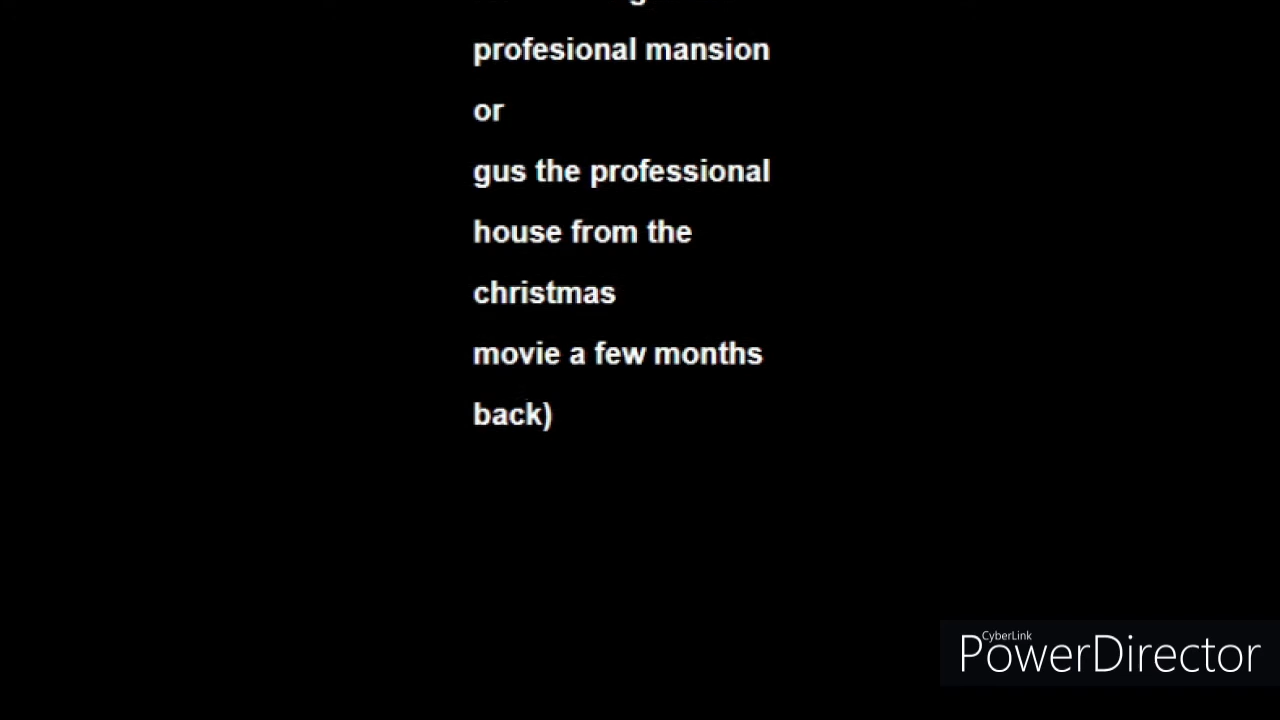 profesional mansion
or
gus the professional
house from the
christmas
movie a few months
back)
CyberLink
PowerDirector